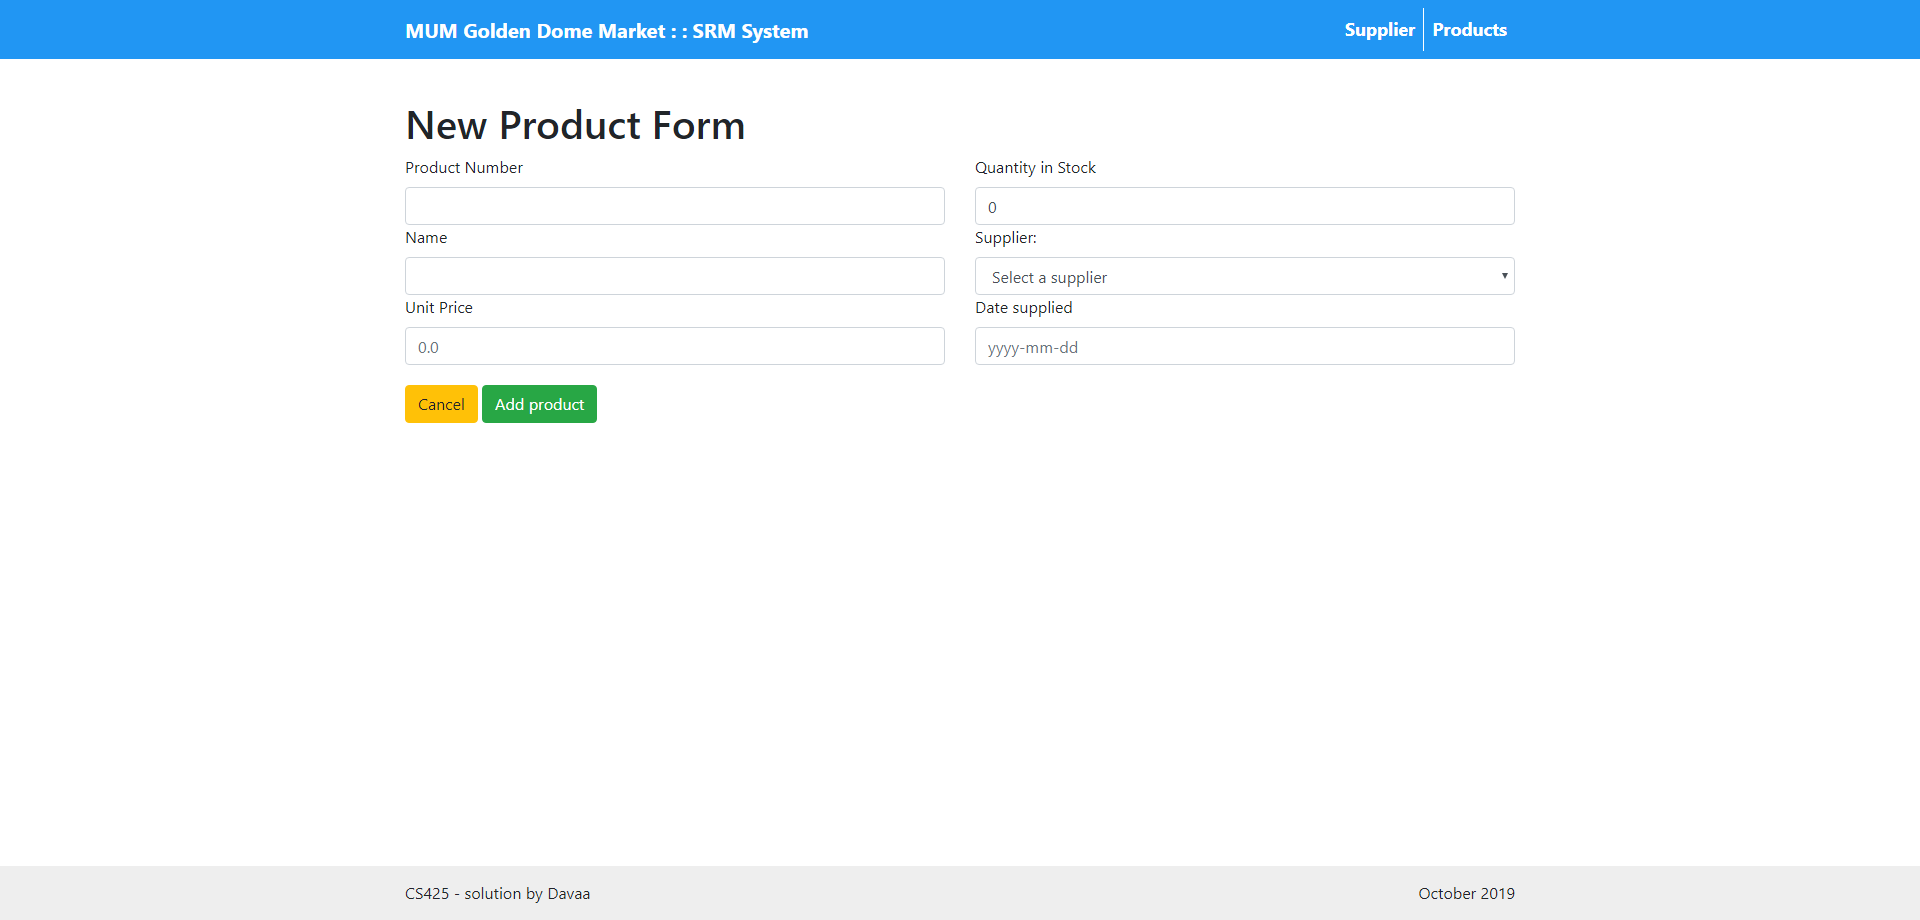 MUM Golden Dome Market : : SRM System
Supplier
Products
New Product Form
Product Number
Quantity in Stock
0
Name
Supplier:
Select a supplier
Unit Price
0.0
Date supplied
yyyy-mm-dd
Cancel
Add product
CS425 - solution by Davaa
October 2019